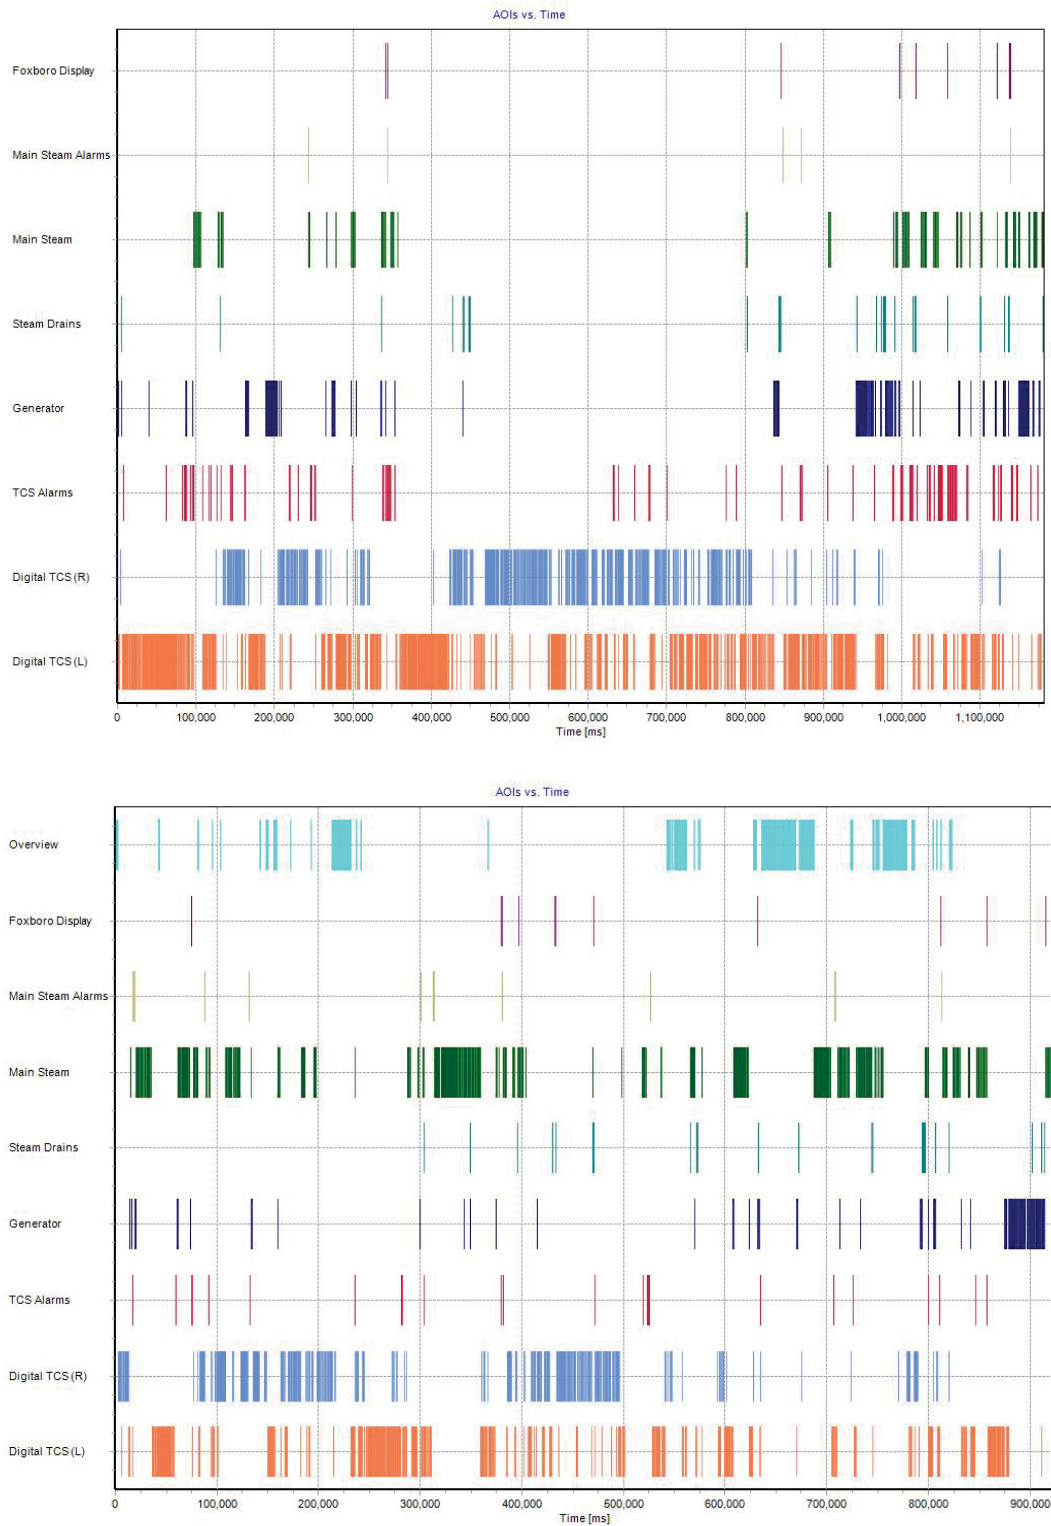 AOIs vs. Time
Foxboro Display
Main Steam Alarms
Main Steam
Steam Drains
Generator
TCS Alarms
Digital TCS (R)
Digital TCS (L)
0 100,000 200,000 300,000 6400,000 500,000 600,000 700,000 800,000 900,000 1,000,000 1,100,000
Time [ms]
AOIs vs. Time
Overview
Foxboro Display
Main Steam Alarms
Main Steam
Steam Drains
Generator
TCS Alarms
Digital TCS (R)
Digital TCS (L)
0 100,000 200,000 300,000 400,000 500,000 600,000 700,000 800,000 900,000
Time [ms]